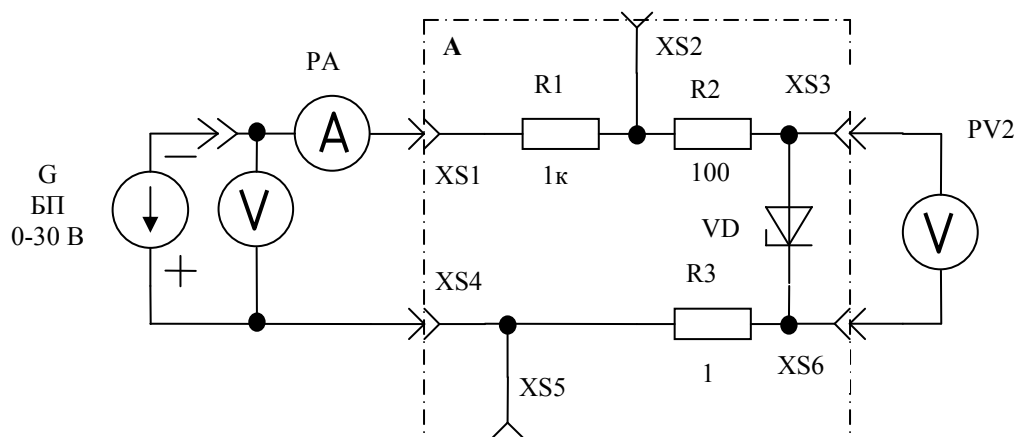 A
XS2
PA
R1
R2
XS3
PV2
A
G
БП
0-30 В
XS1
1к
100
V
VD
V
XS4
R3
XS5
1
XS6